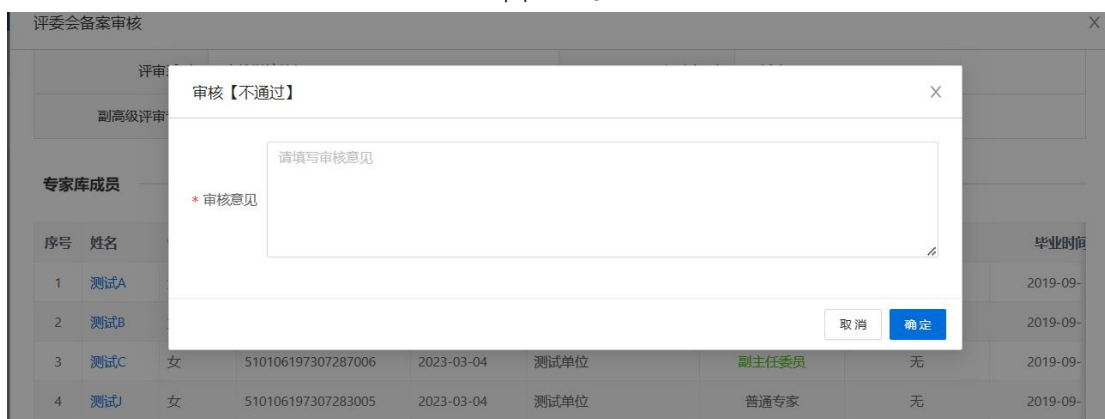 评委会备案审核 X
评审
审核【不通过】 X
副高级评审
请填写审核意见
专家库成员
* 审核意见
序号 姓名 毕业时间
1 测试A 2019-09-
取消 确定
2 测试B 2019-09-
3 测试C 女 510106197307287006 2023-03-04 测试单位 副主任委员 无 2019-09-
4 测试J 女 510106197307283005 2023-03-04 测试单位 普通专家 无 2019-09-